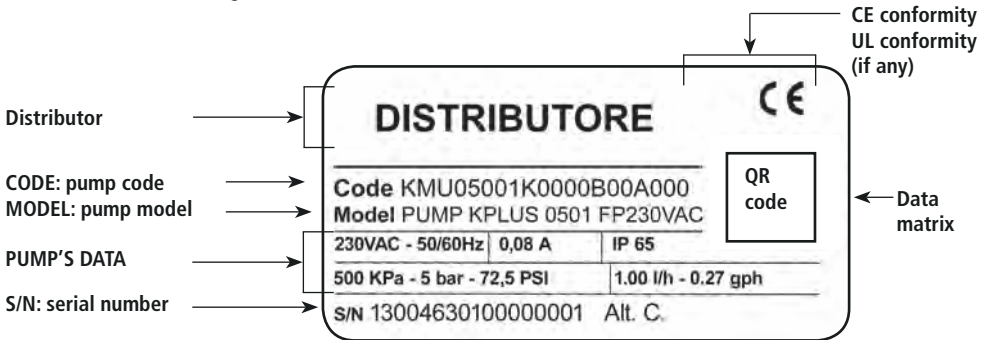 CE conformity
UL conformity
(if any)
Distributor
DISTRIBUTORE
CE
CODE: pump code
MODEL: pump model
Code KMU05001K0000B00A000
Model PUMP KPLUS 0501 FP230VAC
QR
code
Data
matrix
PUMP'S DATA
230VAC - 50/60Hz 0,08 A IP 65
500 KPa - 5 bar - 72,5 PSI 1.00 l/h - 0.27 gph
S/N: serial number
S/N 13004630100000001 Alt. C.